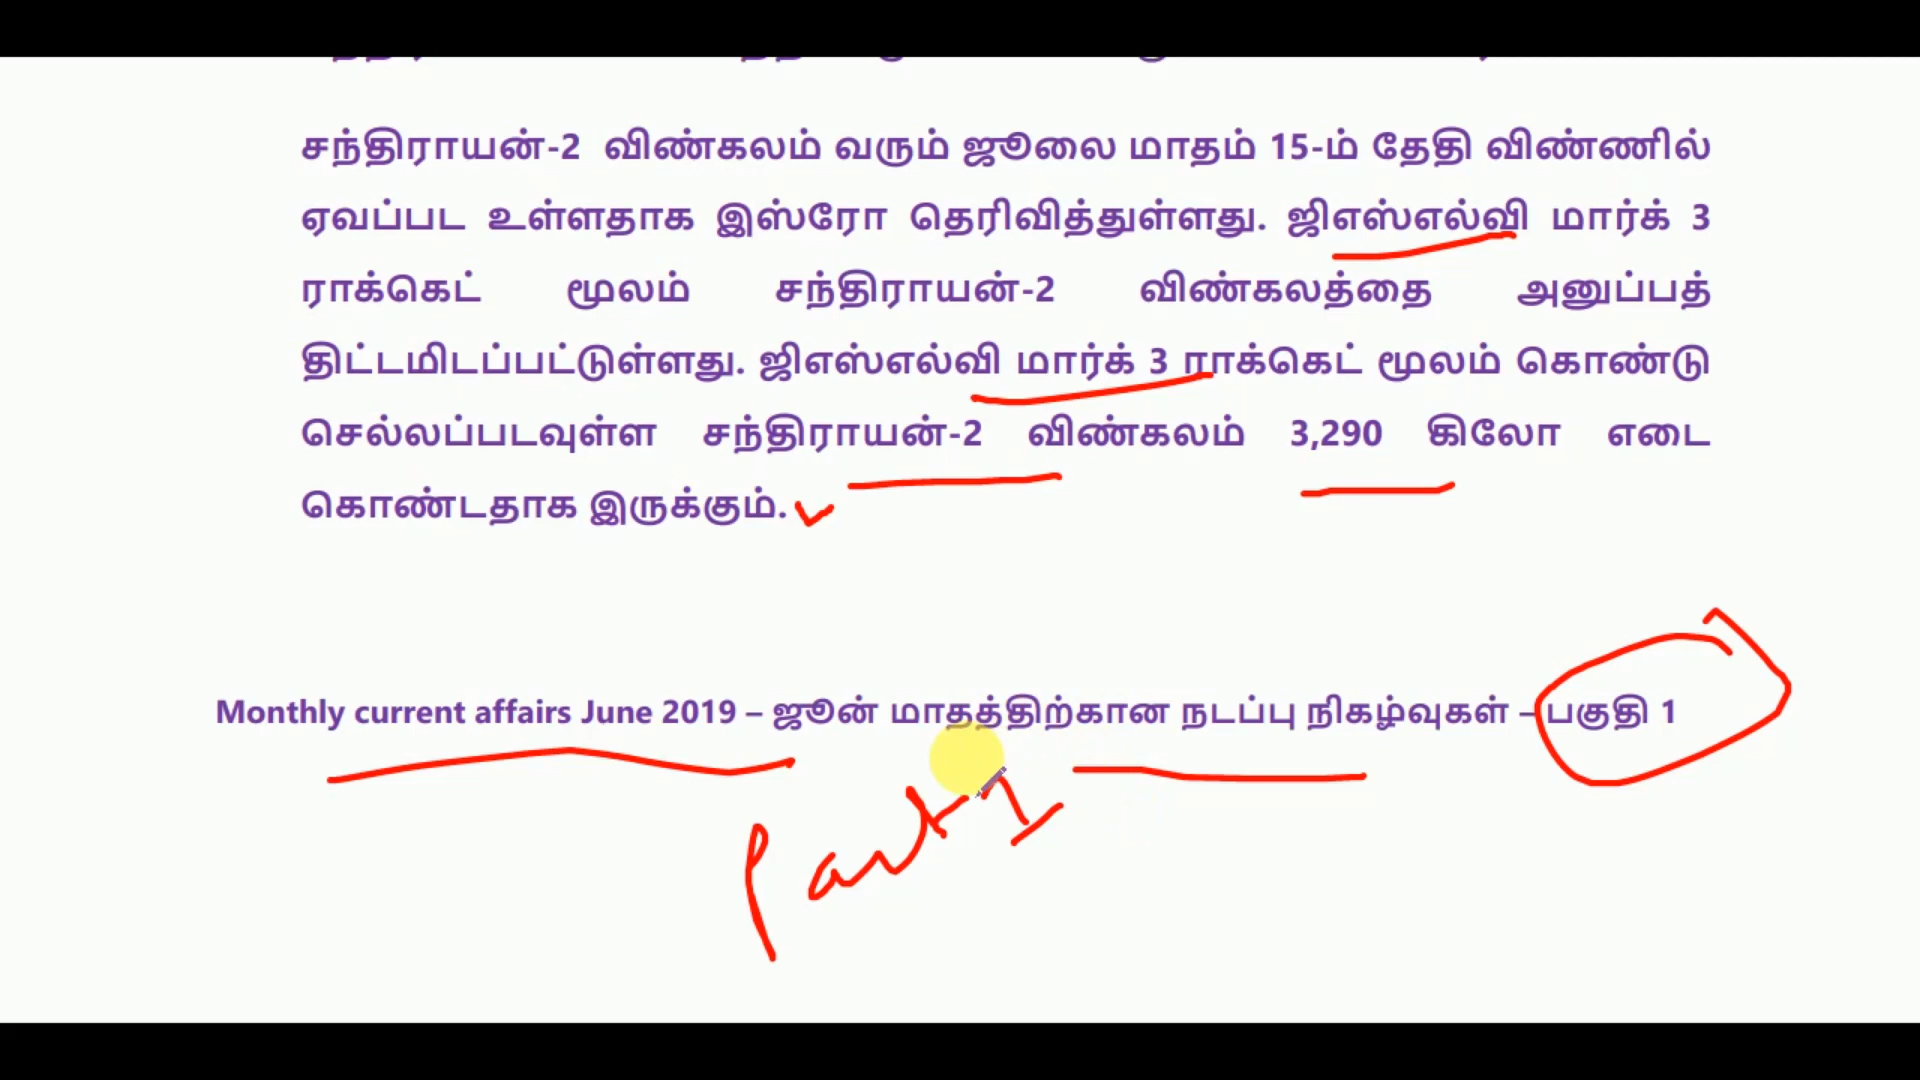 சந்திராயன்-2 விண்கலம் வரும் ஜூலை மாதம் 15-ம் தேதி விண்ணில்
ஏவப்பட உள்ளதாக இஸ்ரோ தெரிவித்துள்ளது. ஜிஎஸ்எல்வி மார்க் 3
ராக்கெட் மூலம் சந்திராயன்-2 விண்கலத்தை அனுப்பத்
திட்டமிடப்பட்டுள்ளது. ஜிஎஸ்எல்வி மார்க் 3 ராக்கெட் மூலம் கொண்டு
செல்லப்படவுள்ள சந்திராயன்-2 விண்கலம் 3,290 கிலோ எடை
கொண்டதாக இருக்கும்.
Monthly current affairs June 2019 – ஜூன் மாதத்திற்கான நடப்பு நிகழ்வுகள் – பகுதி 1
Part-I